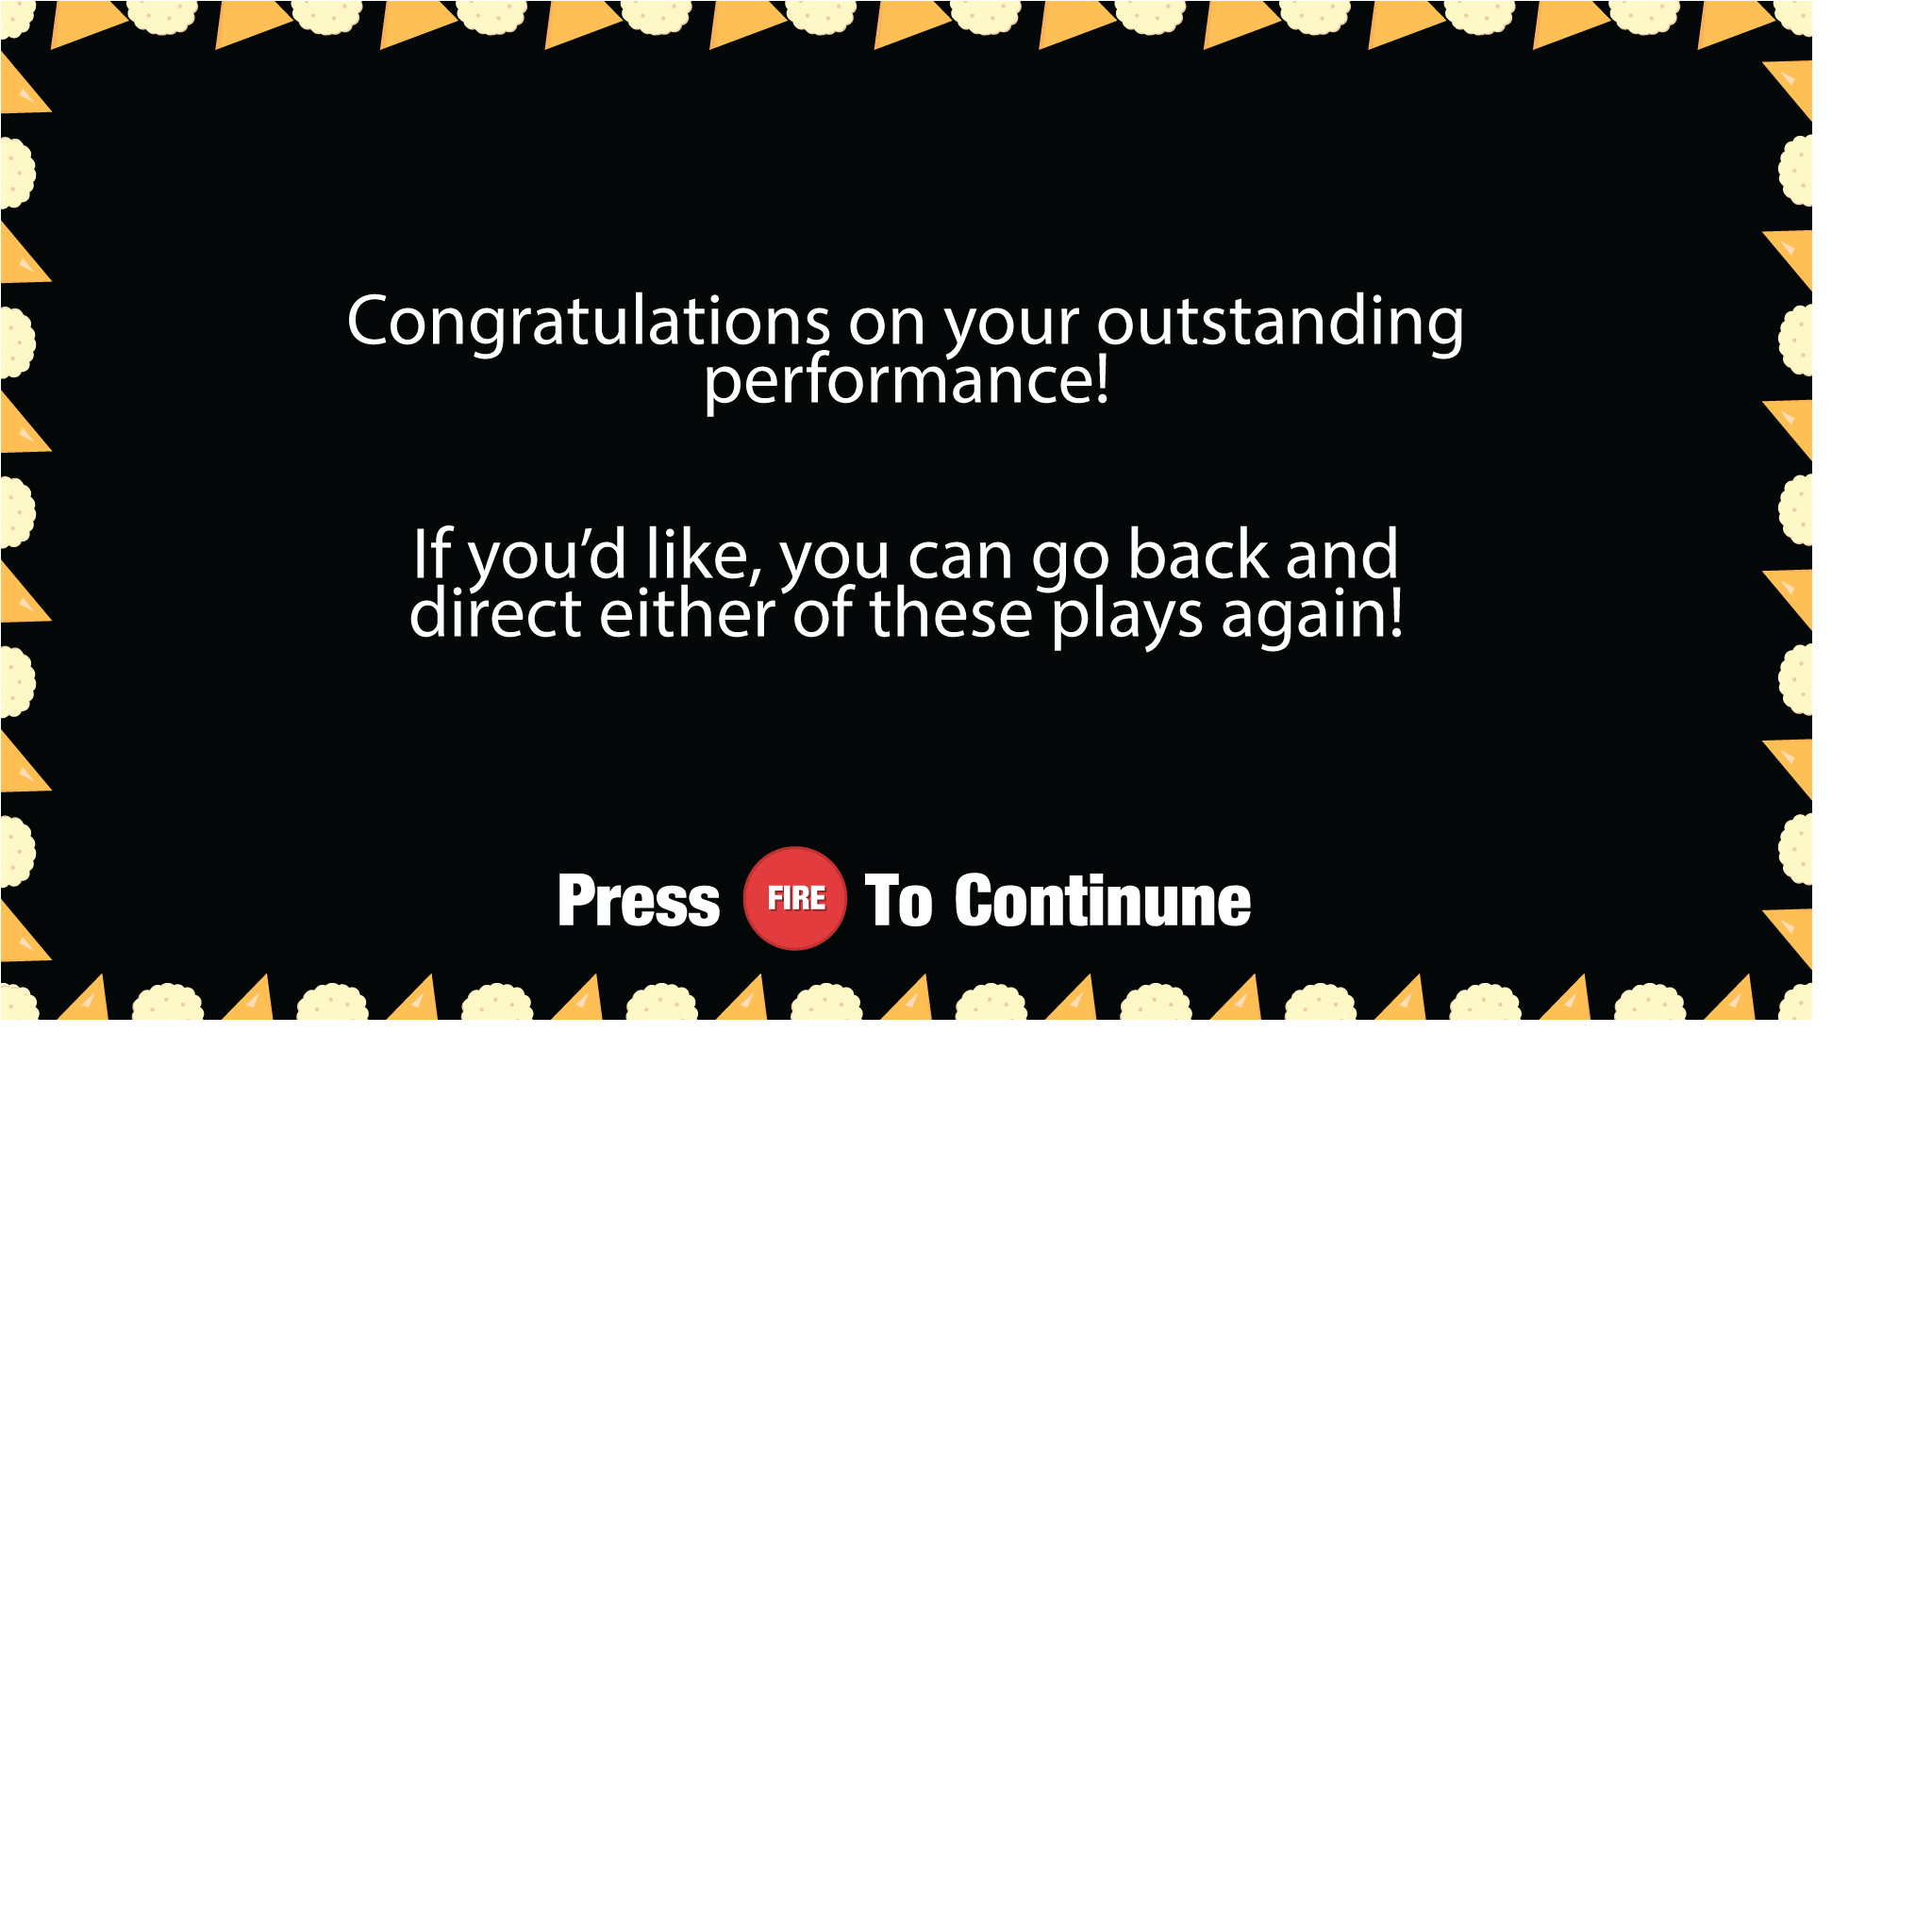 Congratulations on your outstanding
performance!
If you’d like, you can go back and
direct either of these plays again!
Press FIRE To Continune